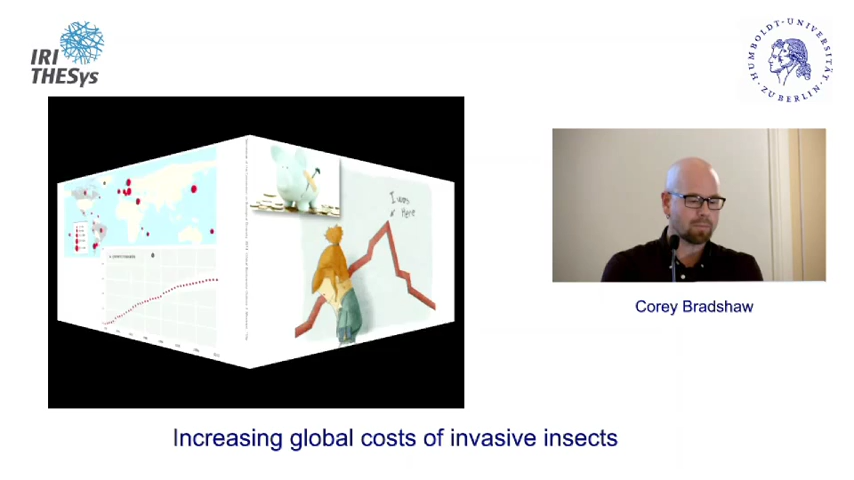 IRI
THESys
HUMBOLDT-UNIVERSITÄT
ZU BERLIN
I was
Here
Corey Bradshaw
Increasing global costs of invasive insects